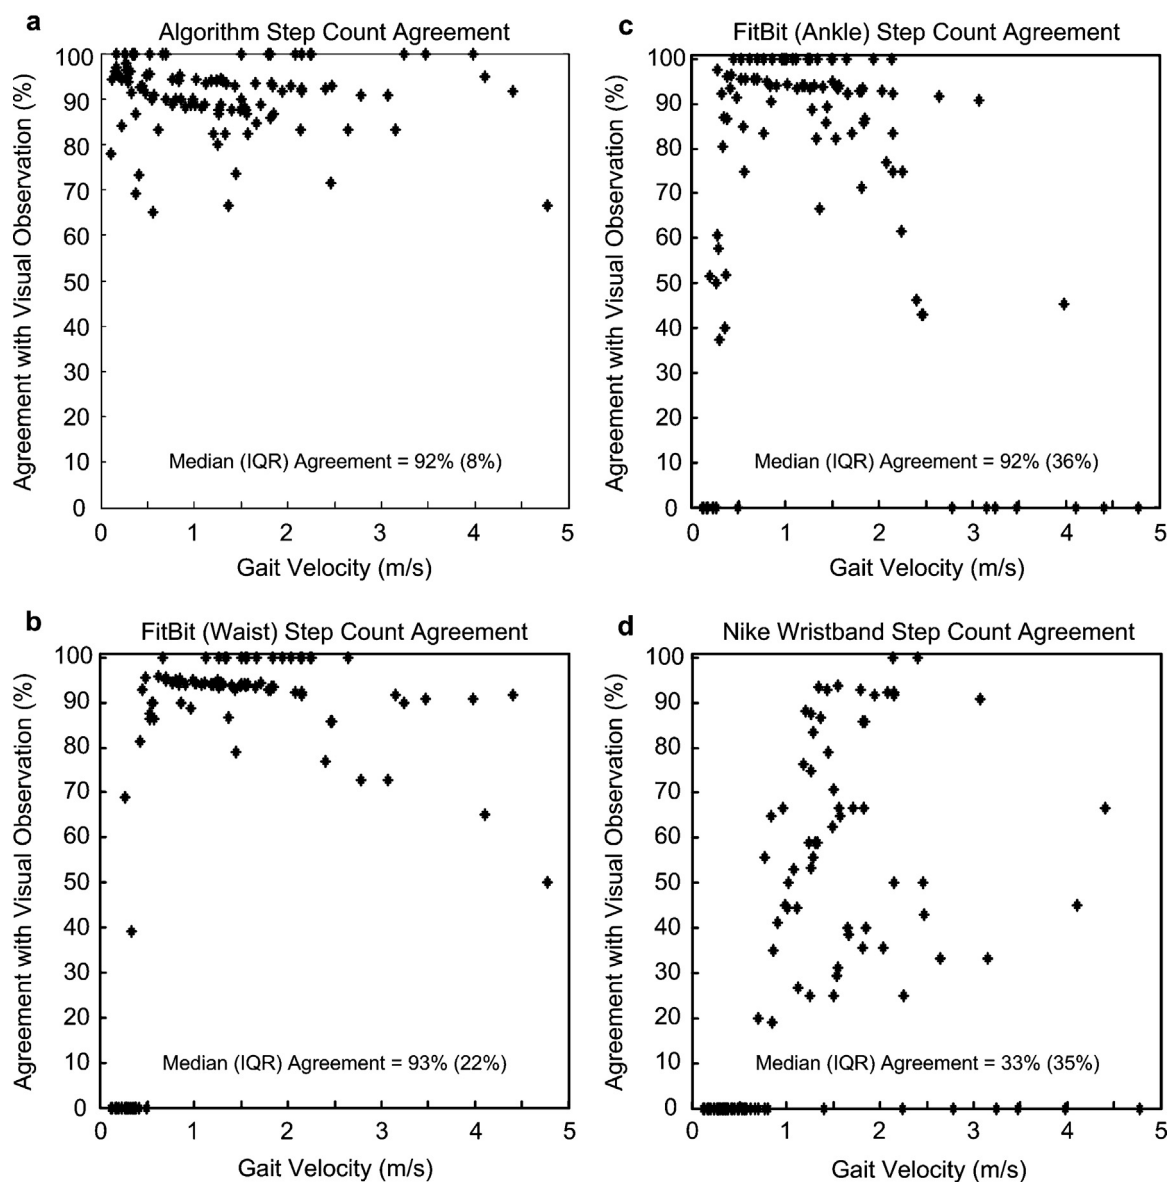 a
Algorithm Step Count Agreement
Agreement with Visual Observation (%)
100
90
80
70
60
50
40
30
20
10
0
Median (IQR) Agreement = 92% (8%)
0 1 2 3 4 5
Gait Velocity (m/s)
c
FitBit (Ankle) Step Count Agreement
Agreement with Visual Observation (%)
100
90
80
70
60
50
40
30
20
10
0
Median (IQR) Agreement = 92% (36%)
0 1 2 3 4 5
Gait Velocity (m/s)
b
FitBit (Waist) Step Count Agreement
Agreement with Visual Observation (%)
100
90
80
70
60
50
40
30
20
10
0
Median (IQR) Agreement = 93% (22%)
0 1 2 3 4 5
Gait Velocity (m/s)
d
Nike Wristband Step Count Agreement
Agreement with Visual Observation (%)
100
90
80
70
60
50
40
30
20
10
0
Median (IQR) Agreement = 33% (35%)
0 1 2 3 4 5
Gait Velocity (m/s)